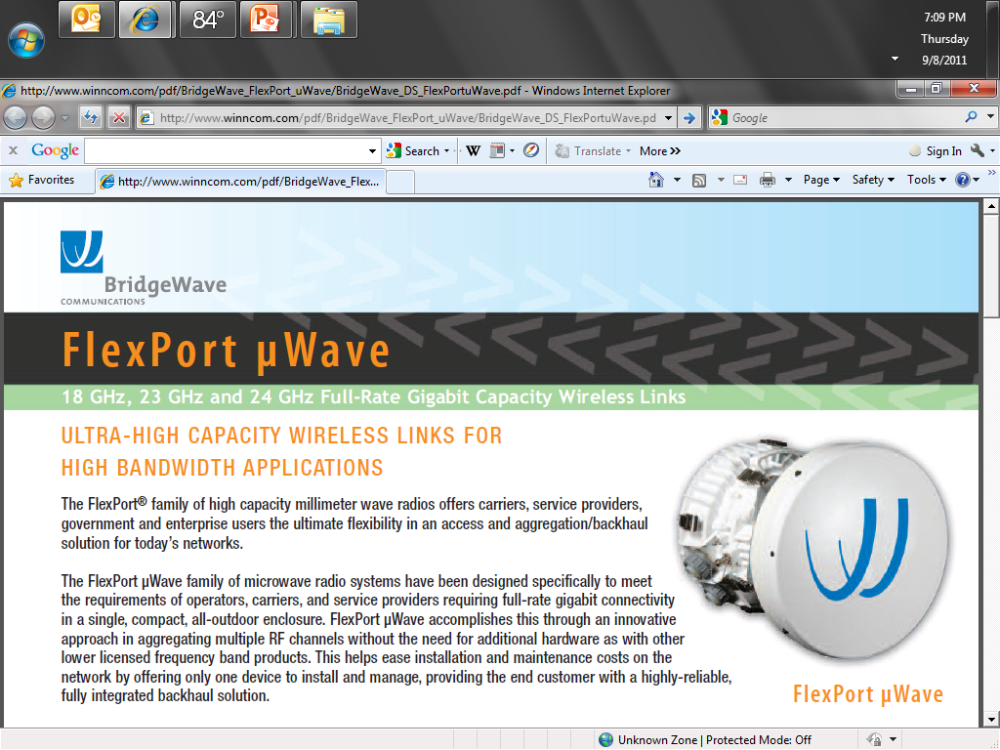 84°
7:09 PM
Thursday
9/8/2011
http://www.winncom.com/pdf/BridgeWave_FlexPort_uWave/BridgeWave_DS_FlexPortuWave.pdf - Windows Internet Explorer
http://www.winncom.com/pdf/BridgeWave_FlexPort_uWave/BridgeWave_DS_FlexPortuWave.pd
Google
x Google Search W Translate More >> Sign In
Favorites http://www.winncom.com/pdf/BridgeWave_Flex... Page Safety Tools
BridgeWave
COMMUNICATIONS
FlexPort µWave
18 GHz, 23 GHz and 24 GHz Full-Rate Gigabit Capacity Wireless Links
ULTRA-HIGH CAPACITY WIRELESS LINKS FOR
HIGH BANDWIDTH APPLICATIONS
The FlexPort® family of high capacity millimeter wave radios offers carriers, service providers,
government and enterprise users the ultimate flexibility in an access and aggregation/backhaul
solution for today's networks.
The FlexPort µWave family of microwave radio systems have been designed specifically to meet
the requirements of operators, carriers, and service providers requiring full-rate gigabit connectivity
in a single, compact, all-outdoor enclosure. FlexPort µWave accomplishes this through an innovative
approach in aggregating multiple RF channels without the need for additional hardware as with other
lower licensed frequency band products. This helps ease installation and maintenance costs on the
network by offering only one device to install and manage, providing the end customer with a highly-reliable,
fully integrated backhaul solution.
FlexPort µWave
Unknown Zone | Protected Mode: Off